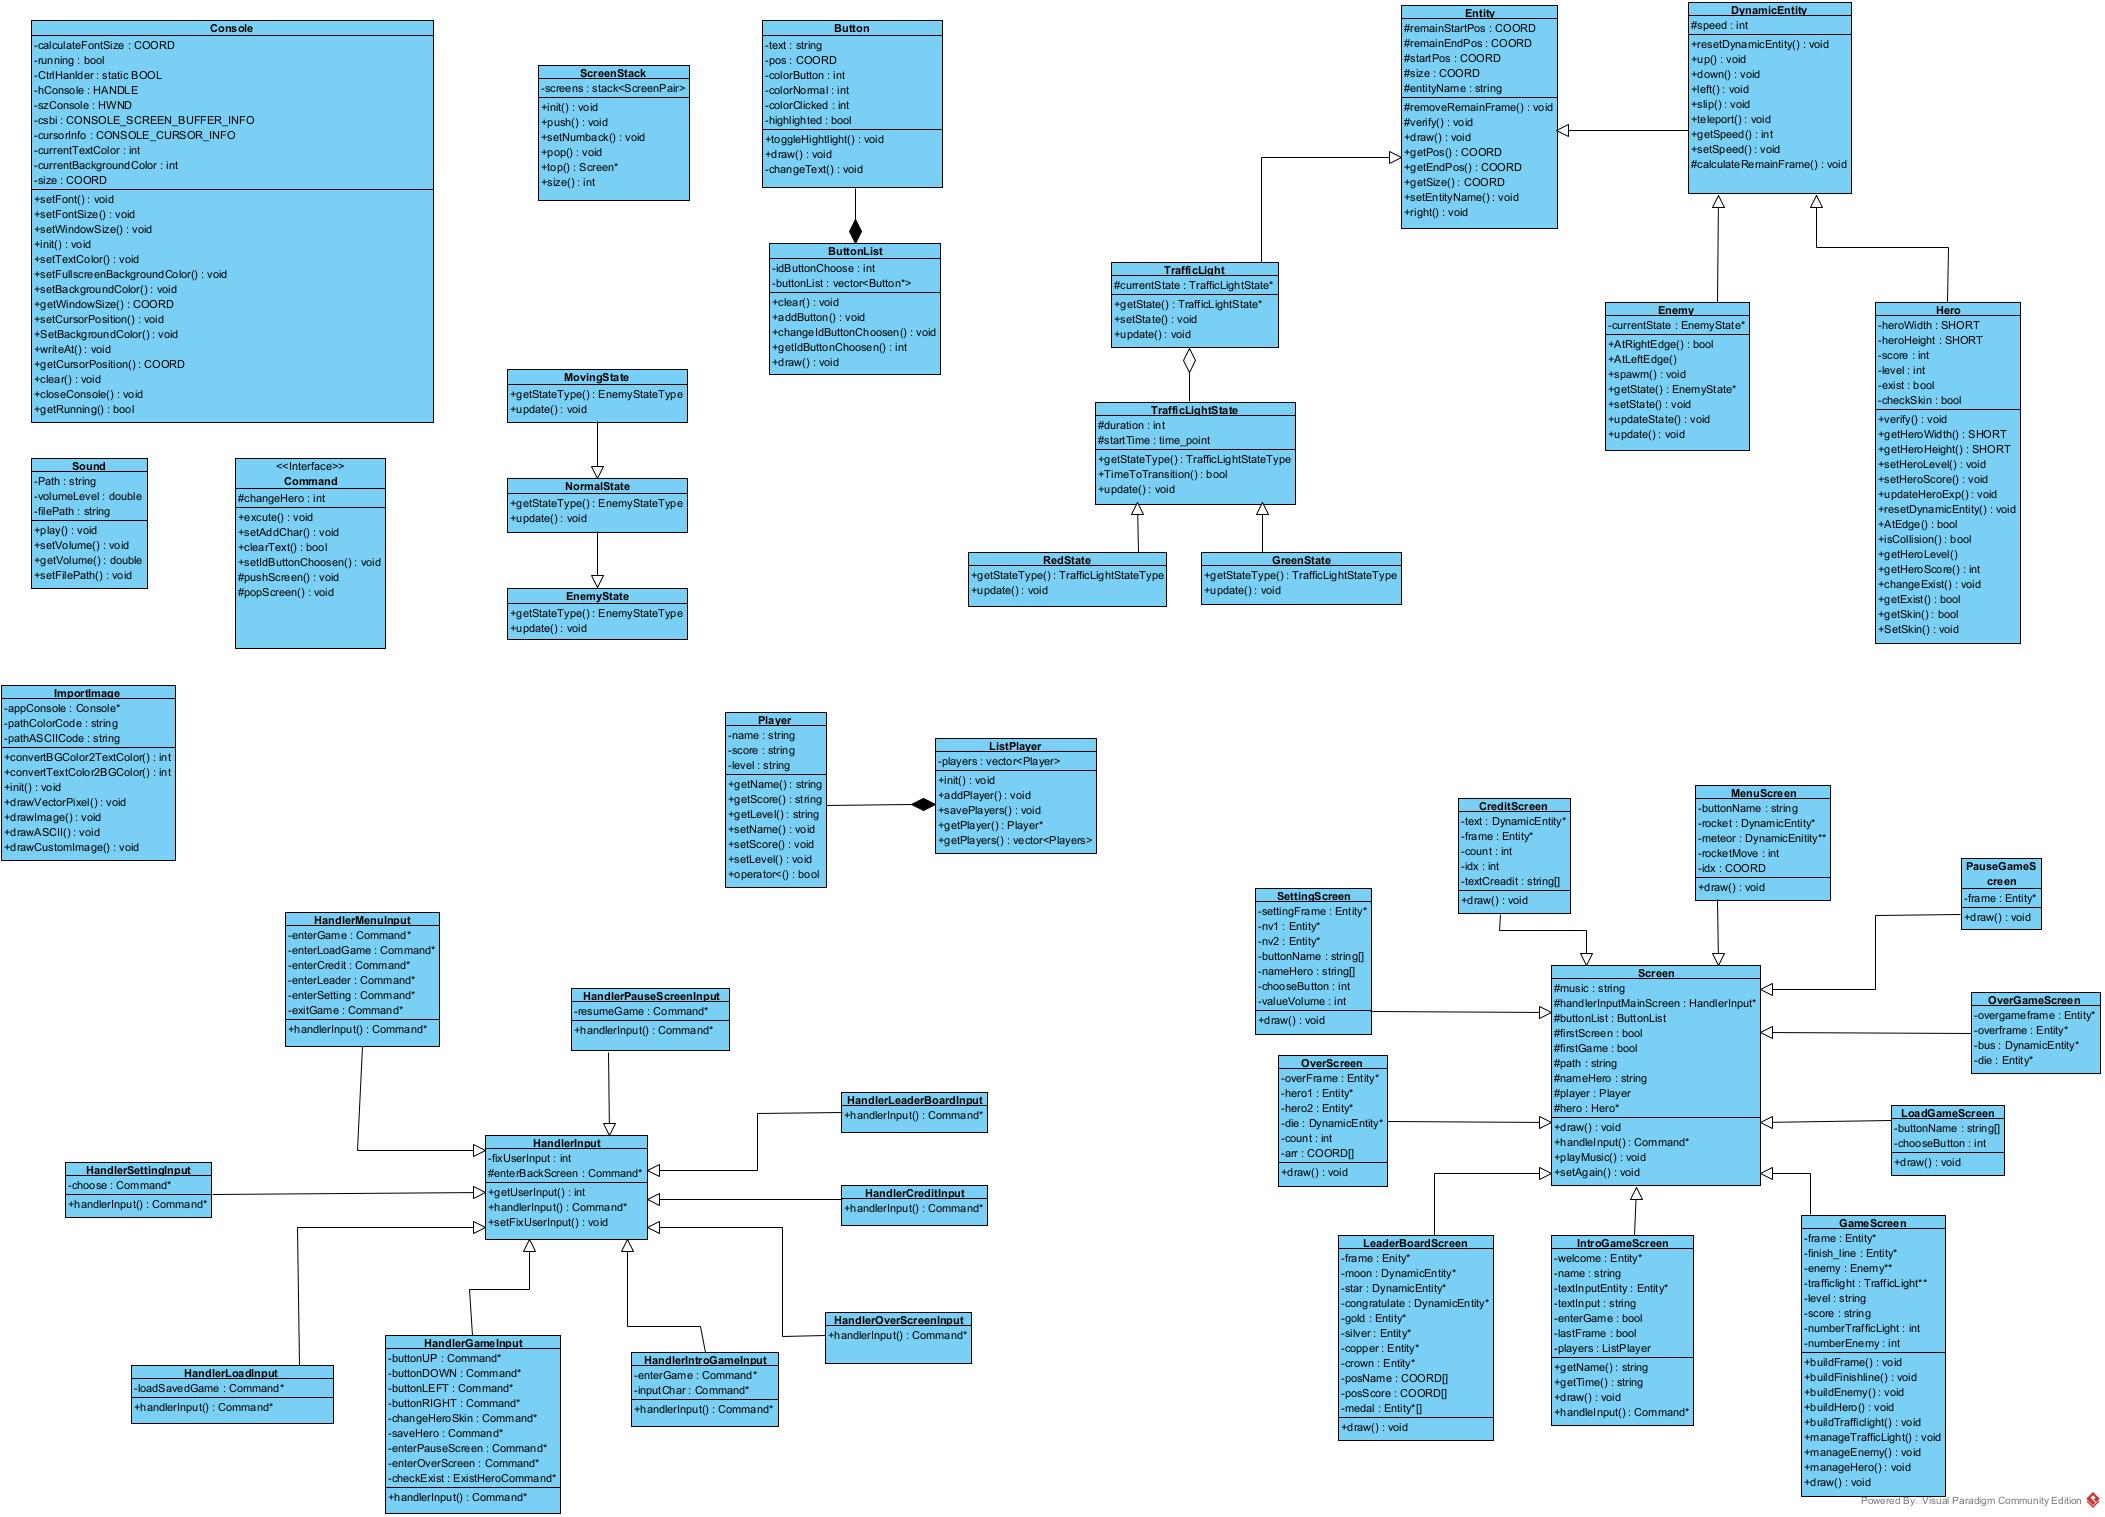 Console
-calculateFontSize : COORD
-running : bool
-CtrlHanlder : static BOOL
-hConsole : HANDLE
-szConsole : HWND
-csbi : CONSOLE_SCREEN_BUFFER_INFO
-cursorInfo : CONSOLE_CURSOR_INFO
-currentTextColor : int
-currentBackgroundColor : int
-size : COORD
+setFont() : void
+setFontSize() : void
+setWindowSize() : void
+init() : void
+setTextColor() : void
+setFullscreenBackgroundColor() : void
+setBackgroundColor() : void
+getWindowSize() : COORD
+setCursorPosition() : void
+SetBackgroundColor() : void
+writeAt() : void
+getCursorPosition() : COORD
+clear() : void
+closeConsole() : void
+getRunning() : bool
ScreenStack
-screens : stack<ScreenPair>
+init() : void
+push() : void
+setNumback() : void
+pop() : void
+top() : Screen*
+size() : int
Button
-text : string
-pos : COORD
-colorButton : int
-colorNormal : int
-colorClicked : int
-highlighted : bool
+toggleHightlight() : void
+draw() : void
-changeText() : void
ButtonList
-idButtonChoose : int
-buttonList : vector<Button*>
+clear() : void
+addButton() : void
+changeIdButtonChoosen() : void
+getIdButtonChoosen() : int
+draw() : void
Entity
#remainStartPos : COORD
#remainEndPos : COORD
#startPos : COORD
#size : COORD
#entityName : string
#removeRemainFrame() : void
#verify() : void
+draw() : void
+getPos() : COORD
+getEndPos() : COORD
+getSize() : COORD
+setEntityName() : void
+right() : void
DynamicEntity
#speed : int
+resetDynamicEntity() : void
+up() : void
+down() : void
+left() : void
+slip() : void
+teleport() : void
+getSpeed() : int
+setSpeed() : void
#calculateRemainFrame() : void
TrafficLight
#currentState : TrafficLightState*
+getState() : TrafficLightState*
+setState() : void
+update() : void
TrafficLightState
#duration : int
#startTime : time_point
+getStateType() : TrafficLightStateType
+TimeToTransition() : bool
+update() : void
RedState
+getStateType() : TrafficLightStateType
+update() : void
GreenState
+getStateType() : TrafficLightStateType
+update() : void
Enemy
-currentState : EnemyState*
+AtRightEdge() : bool
+AtLeftEdge()
+spawm() : void
+getState() : EnemyState*
+setState() : void
+updateState() : void
+update() : void
Hero
-heroWidth : SHORT
-heroHeight : SHORT
-score : int
-level : int
-exist : bool
-checkSkin : bool
+verify() : void
+getHeroWidth() : SHORT
+getHeroHeight() : SHORT
+setHeroLevel() : void
+setHeroScore() : void
+updateHeroExp() : void
+resetDynamicEntity() : void
+AtEdge() : bool
+isCollision() : bool
+getHeroLevel()
+getHeroScore() : int
+changeExist() : void
+getExist() : bool
+getSkin() : bool
+SetSkin() : void
MovingState
+getStateType() : EnemyStateType
+update() : void
NormalState
+getStateType() : EnemyStateType
+update() : void
EnemyState
+getStateType() : EnemyStateType
+update() : void
Sound
-Path : string
-volumeLevel : double
-filePath : string
+play() : void
+setVolume() : void
+getVolume() : double
+setFilePath() : void
<<Interface>>
Command
#changeHero : int
+excute() : void
+setAddChar() : void
+clearText() : bool
+setIdButtonChoosen() : void
#pushScreen() : void
#popScreen() : void
ImportImage
-appConsole : Console*
-pathColorCode : string
-pathASCIICode : string
+convertBGColor2TextColor() : int
+convertTextColor2BGColor() : int
+init() : void
+drawVectorPixel() : void
+drawImage() : void
+drawASCII() : void
+drawCustomImage() : void
Player
-name : string
-score : string
-level : string
+getName() : string
+getScore() : string
+getLevel() : string
+setName() : void
+setScore() : void
+setLevel() : void
+operator<() : bool
ListPlayer
-players : vector<Player>
+init() : void
+addPlayer() : void
+savePlayers() : void
+getPlayer() : Player*
+getPlayers() : vector<Players>
HandlerMenuInput
-enterGame : Command*
-enterLoadGame : Command*
-enterCredit : Command*
-enterLeader : Command*
-enterSetting : Command*
-exitGame : Command*
+handlerInput() : Command*
HandlerPauseScreenInput
-resumeGame : Command*
+handlerInput() : Command*
HandlerLeaderBoardInput
+handlerInput() : Command*
HandlerInput
-fixUserInput : int
#enterBackScreen : Command*
+getUserInput() : int
+handlerInput() : Command*
+setFixUserInput() : void
HandlerSettingInput
-choose : Command*
+handlerInput() : Command*
HandlerCreditInput
+handlerInput() : Command*
HandlerOverScreenInput
+handlerInput() : Command*
HandlerLoadInput
-loadSavedGame : Command*
+handlerInput() : Command*
HandlerGameInput
-buttonUP : Command*
-buttonDOWN : Command*
-buttonLEFT : Command*
-buttonRIGHT : Command*
-changeHeroSkin : Command*
-saveHero : Command*
-enterPauseScreen : Command*
-enterOverScreen : Command*
-checkExist : ExistHeroCommand*
+handlerInput() : Command*
HandlerIntroGameInput
-enterGame : Command*
-inputChar : Command*
+handlerInput() : Command*
CreditScreen
-text : DynamicEntity*
-frame : Entity*
-count : int
-idx : int
-textCreadit : string[]
+draw() : void
MenuScreen
-buttonName : string
-rocket : DynamicEntity*
-meteor : DynamicEnitity**
-rocketMove : int
-idx : COORD
+draw() : void
PauseGameS
creen
-frame : Entity*
+draw() : void
SettingScreen
-settingFrame : Entity*
-nv1 : Entity*
-nv2 : Entity*
-buttonName : string[]
-nameHero : string[]
-chooseButton : int
-valueVolume : int
+draw() : void
Screen
#music : string
#handlerInputMainScreen : HandlerInput*
#buttonList : ButtonList
#firstScreen : bool
#firstGame : bool
#path : string
#nameHero : string
#player : Player
#hero : Hero*
+draw() : void
+handleInput() : Command*
+playMusic() : void
+setAgain() : void
OverGameScreen
-overgameframe : Entity*
-overframe : Entity*
-bus : DynamicEntity*
-die : Entity*
OverScreen
-overFrame : Entity*
-hero1 : Entity*
-hero2 : Entity*
-die : DynamicEntity*
-count : int
-arr : COORD[]
+draw() : void
LoadGameScreen
-buttonName : string[]
-chooseButton : int
+draw() : void
LeaderBoardScreen
-frame : Enity*
-moon : DynamicEntity*
-star : DynamicEntity*
-congratulate : DynamicEntity*
-gold : Entity*
-silver : Entity*
-copper : Entity*
-crown : Entity*
-posName : COORD[]
-posScore : COORD[]
-medal : Entity*[]
+draw() : void
IntroGameScreen
-welcome : Entity*
-name : string
-textInputEntity : Entity*
-textInput : string
-enterGame : bool
-lastFrame : bool
-players : ListPlayer
+getName() : string
+getTime() : string
+draw() : void
+handleInput() : Command*
GameScreen
-frame : Entity*
-finish_line : Entity*
-enemy : Enemy**
-trafficlight : TrafficLight**
-level : string
-score : string
-numberTrafficLight : int
-numberEnemy : int
+buildFrame() : void
+buildFinishline() : void
+buildEnemy() : void
+buildHero() : void
+buildTrafficlight() : void
+manageTrafficLight() : void
+manageEnemy() : void
+manageHero() : void
+draw() : void
Powered By Visual Paradigm Community Edition